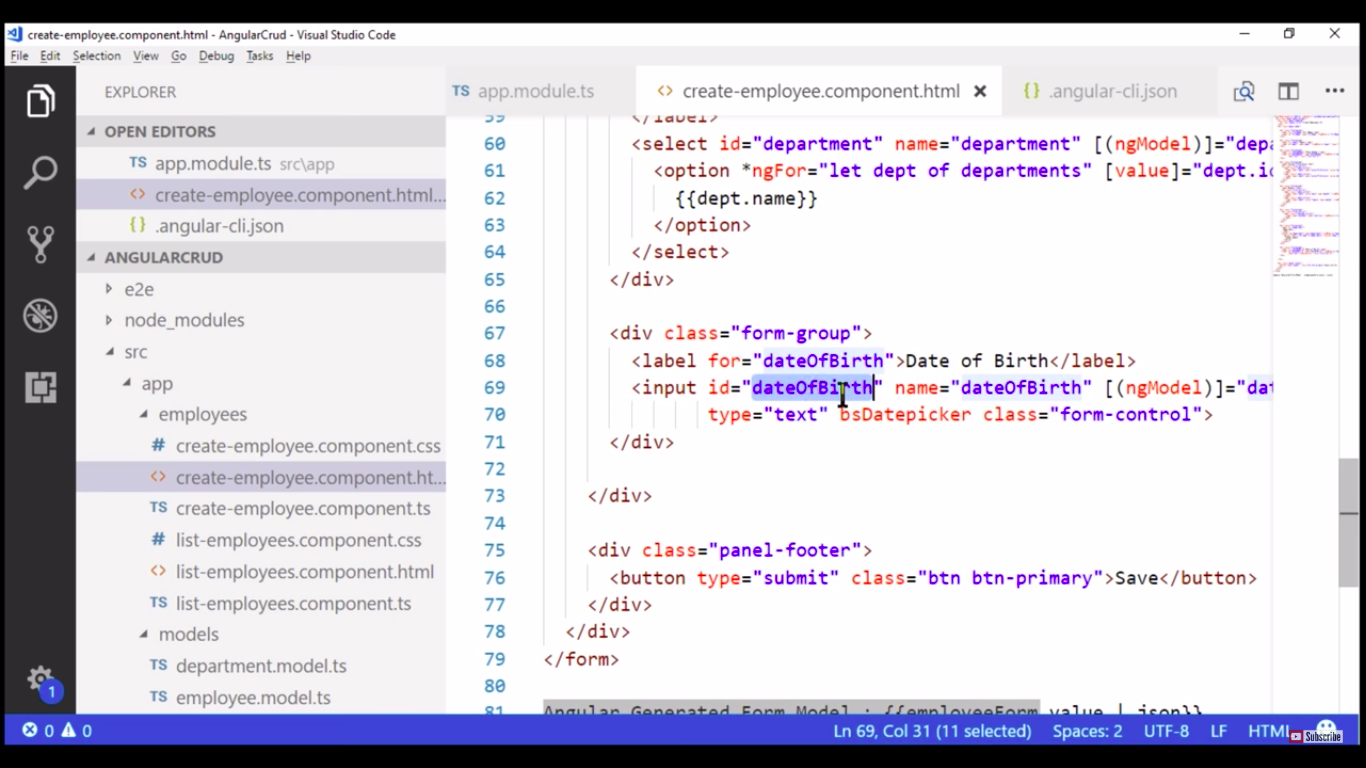 create-employee.component.html - AngularCrud - Visual Studio Code
File Edit Selection View Go Debug Tasks Help
EXPLORER
TS app.module.ts
<> create-employee.component.html
{} .angular-cli.json
OPEN EDITORS
TS app.module.ts src\app
<> create-employee.component.html...
{} .angular-cli.json
ANGULARCRUD
e2e
node_modules
src
app
employees
# create-employee.component.css
<> create-employee.component.ht...
TS create-employee.component.ts
# list-employees.component.css
<> list-employees.component.html
TS list-employees.component.ts
models
TS department.model.ts
TS employee.model.ts
1
59 </label>
60 <select id="department" name="department" [(ngModel)]="depa
61 <option *ngFor="let dept of departments" [value]="dept.id
62 {{dept.name}}
63 </option>
64 </select>
65 </div>
66
67 <div class="form-group">
68 <label for="dateOfBirth">Date of Birth</label>
69 <input id="dateOfBirth" name="dateOfBirth" [(ngModel)]="dat
70 type="text" bsDatepicker class="form-control">
71 </div>
72
73 </div>
74
75 <div class="panel-footer">
76 <button type="submit" class="btn btn-primary">Save</button>
77 </div>
78 </div>
79 </form>
80
81 Angular Generated Form Model : {{employeeForm.value | json}}
0 0 Ln 69, Col 31 (11 selected) Spaces: 2 UTF-8 LF HTML
Subscribe